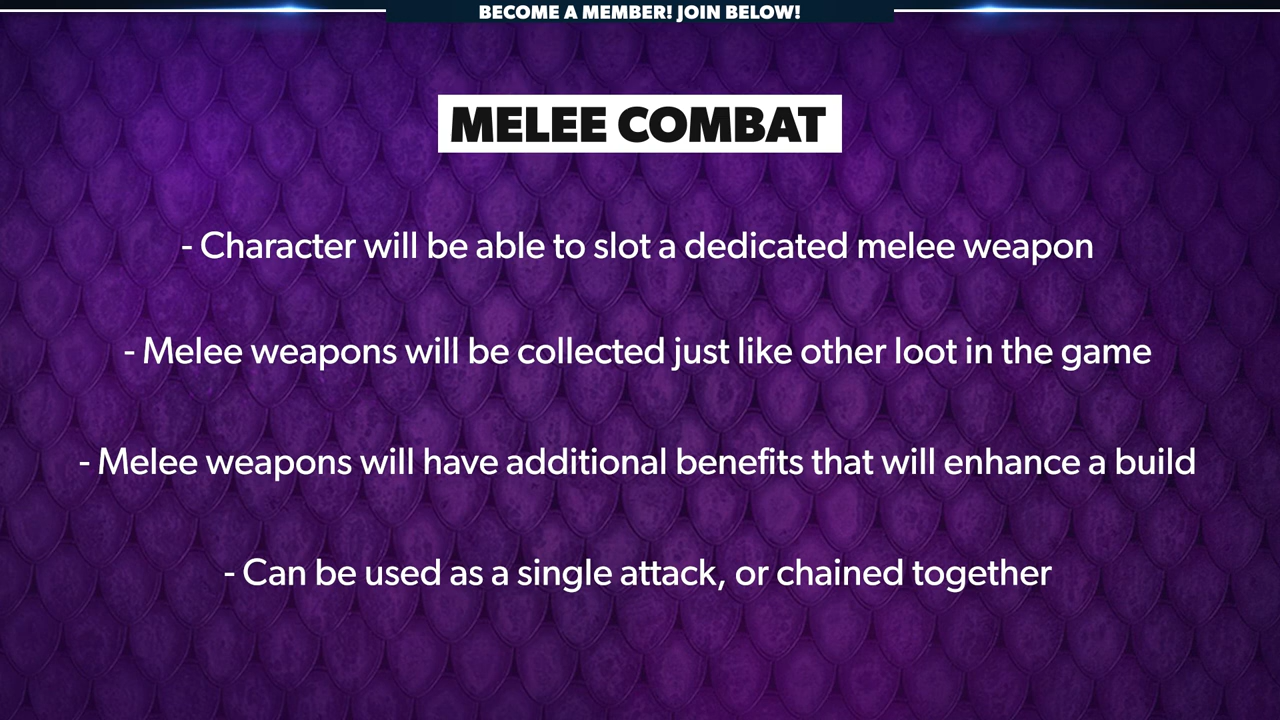 BECOME A MEMBER! JOIN BELOW!
MELEE COMBAT
- Character will be able to slot a dedicated melee weapon
- Melee weapons will be collected just like other loot in the game
- Melee weapons will have additional benefits that will enhance a build
- Can be used as a single attack, or chained together